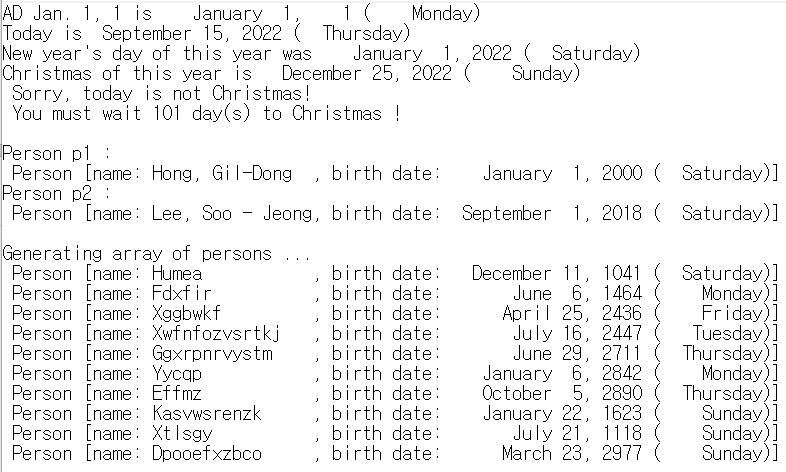 AD Jan. 1, 1 is    January  1,    1 (    Monday)
Today is  September 15, 2022 (  Thursday)
New year's day of this year was    January  1, 2022 (  Saturday)
Christmas of this year is   December 25, 2022 (    Sunday)
 Sorry, today is not Christmas!
 You must wait 101 day(s) to Christmas !

Person p1 :
 Person [name: Hong, Gil-Dong  , birth date:    January  1, 2000 (  Saturday)]
Person p2 :
 Person [name: Lee, Soo - Jeong, birth date:  September  1, 2018 (  Saturday)]

Generating array of persons ...
 Person [name: Humea           , birth date:   December 11, 1041 (  Saturday)]
 Person [name: Fdxfir          , birth date:       June  6, 1464 (    Monday)]
 Person [name: Xggbwkf         , birth date:      April 25, 2436 (    Friday)]
 Person [name: Xwfnfozvsrtkj   , birth date:       July 16, 2447 (   Tuesday)]
 Person [name: Ggxrpnrvystm    , birth date:       June 29, 2711 (  Thursday)]
 Person [name: Yycqp           , birth date:    January  6, 2842 (    Monday)]
 Person [name: Effmz           , birth date:    October  5, 2890 (  Thursday)]
 Person [name: Kasvwsrenzk     , birth date:    January 22, 1623 (    Sunday)]
 Person [name: Xtlsgy          , birth date:       July 21, 1118 (    Sunday)]
 Person [name: Dpooefxzbco     , birth date:      March 23, 2977 (    Sunday)]